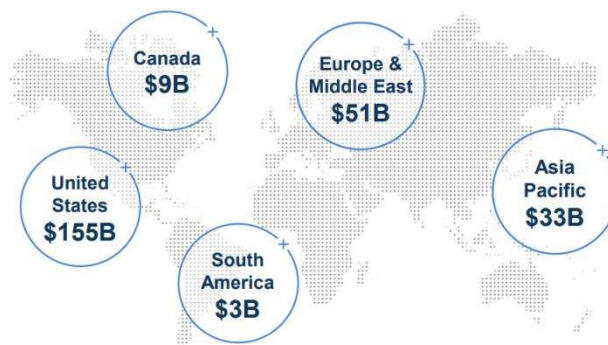 Canada
$9B
Europe &
Middle East
$51B
United
States
$155B
Asia
Pacific
$33B
South
America
$3B